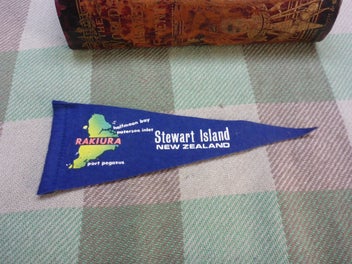 halfmoon bay
paterson inlet
RAKIURA
port pegasus
Stewart Island
NEW ZEALAND